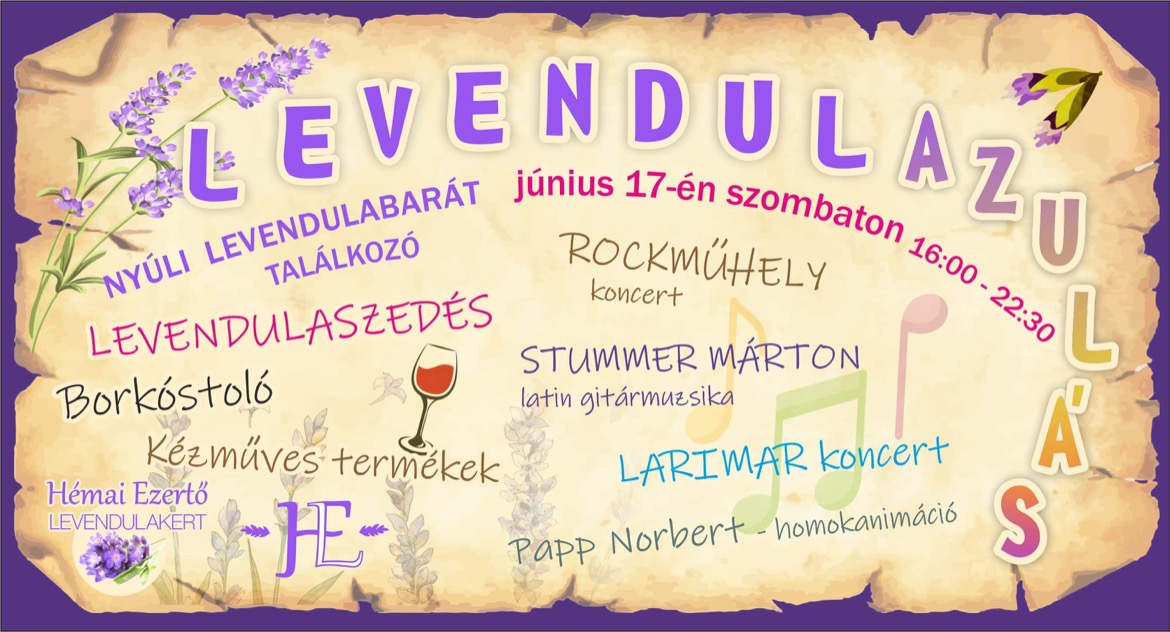 LEVENDULAZULÁS
NYÚLI LEVENDULABARÁT
TALÁLKOZÓ
június 17-én szombaton 16:00 - 22:30
LEVENDULASZEDÉS
Borkóstoló
Kézműves termékek
Hémai Ezertő
LEVENDULAKERT
HE
ROCKMŰHELY
koncert
STUMMER MÁRTON
latin gitármuzsika
LARIMAR koncert
Papp Norbert - homokanimáció